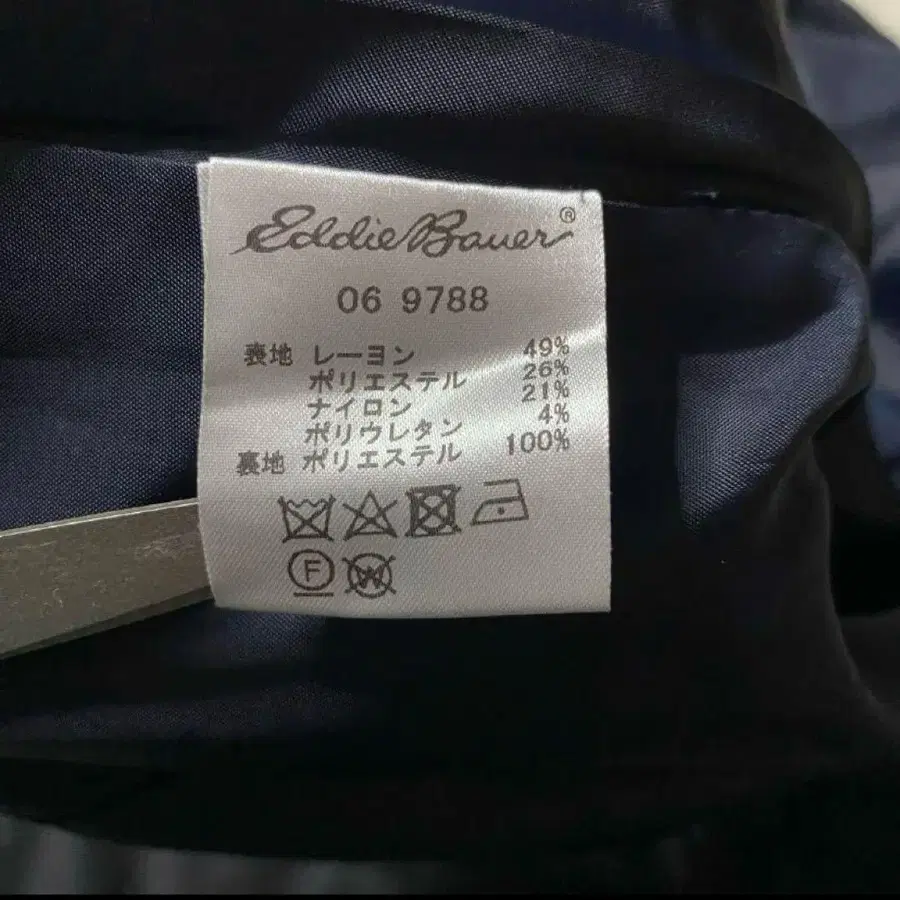 Eddie Bauer®
06 9788
表地 レーヨン 49%
ポリエステル 26%
ナイロン 21%
ポリウレタン 4%
裏地 ポリエステル 100%
F W